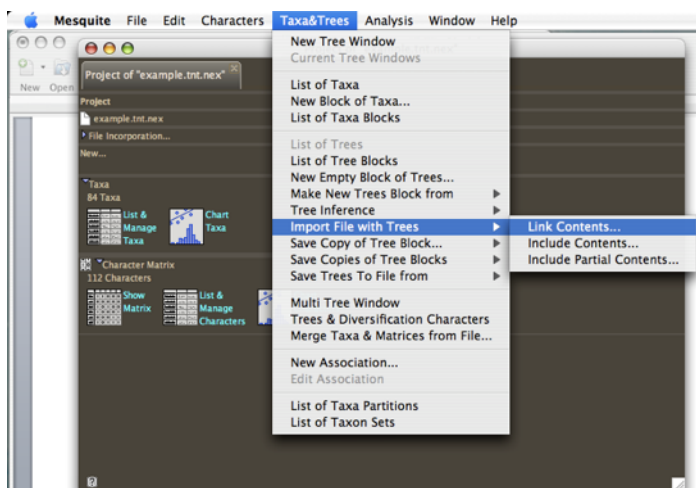 Mesquite File Edit Characters Taxa&Trees Analysis Window Help
New Open
Project of "example.tnt.nex"
Project
example.tnt.nex
File Incorporation...
New...
Taxa
84 Taxa
List &
Manage
Taxa
Chart
Taxa
Character Matrix
112 Characters
Show
Matrix
List &
Manage
Characters
New Tree Window
Current Tree Windows
List of Taxa
New Block of Taxa...
List of Taxa Blocks
List of Trees
List of Tree Blocks
New Empty Block of Trees...
Make New Trees Block from
Tree Inference
Import File with Trees
Save Copy of Tree Block...
Save Copies of Tree Blocks
Save Trees To File from
Multi Tree Window
Trees & Diversification Characters
Merge Taxa & Matrices from File...
New Association...
Edit Association
List of Taxa Partitions
List of Taxon Sets
Link Contents...
Include Contents...
Include Partial Contents...